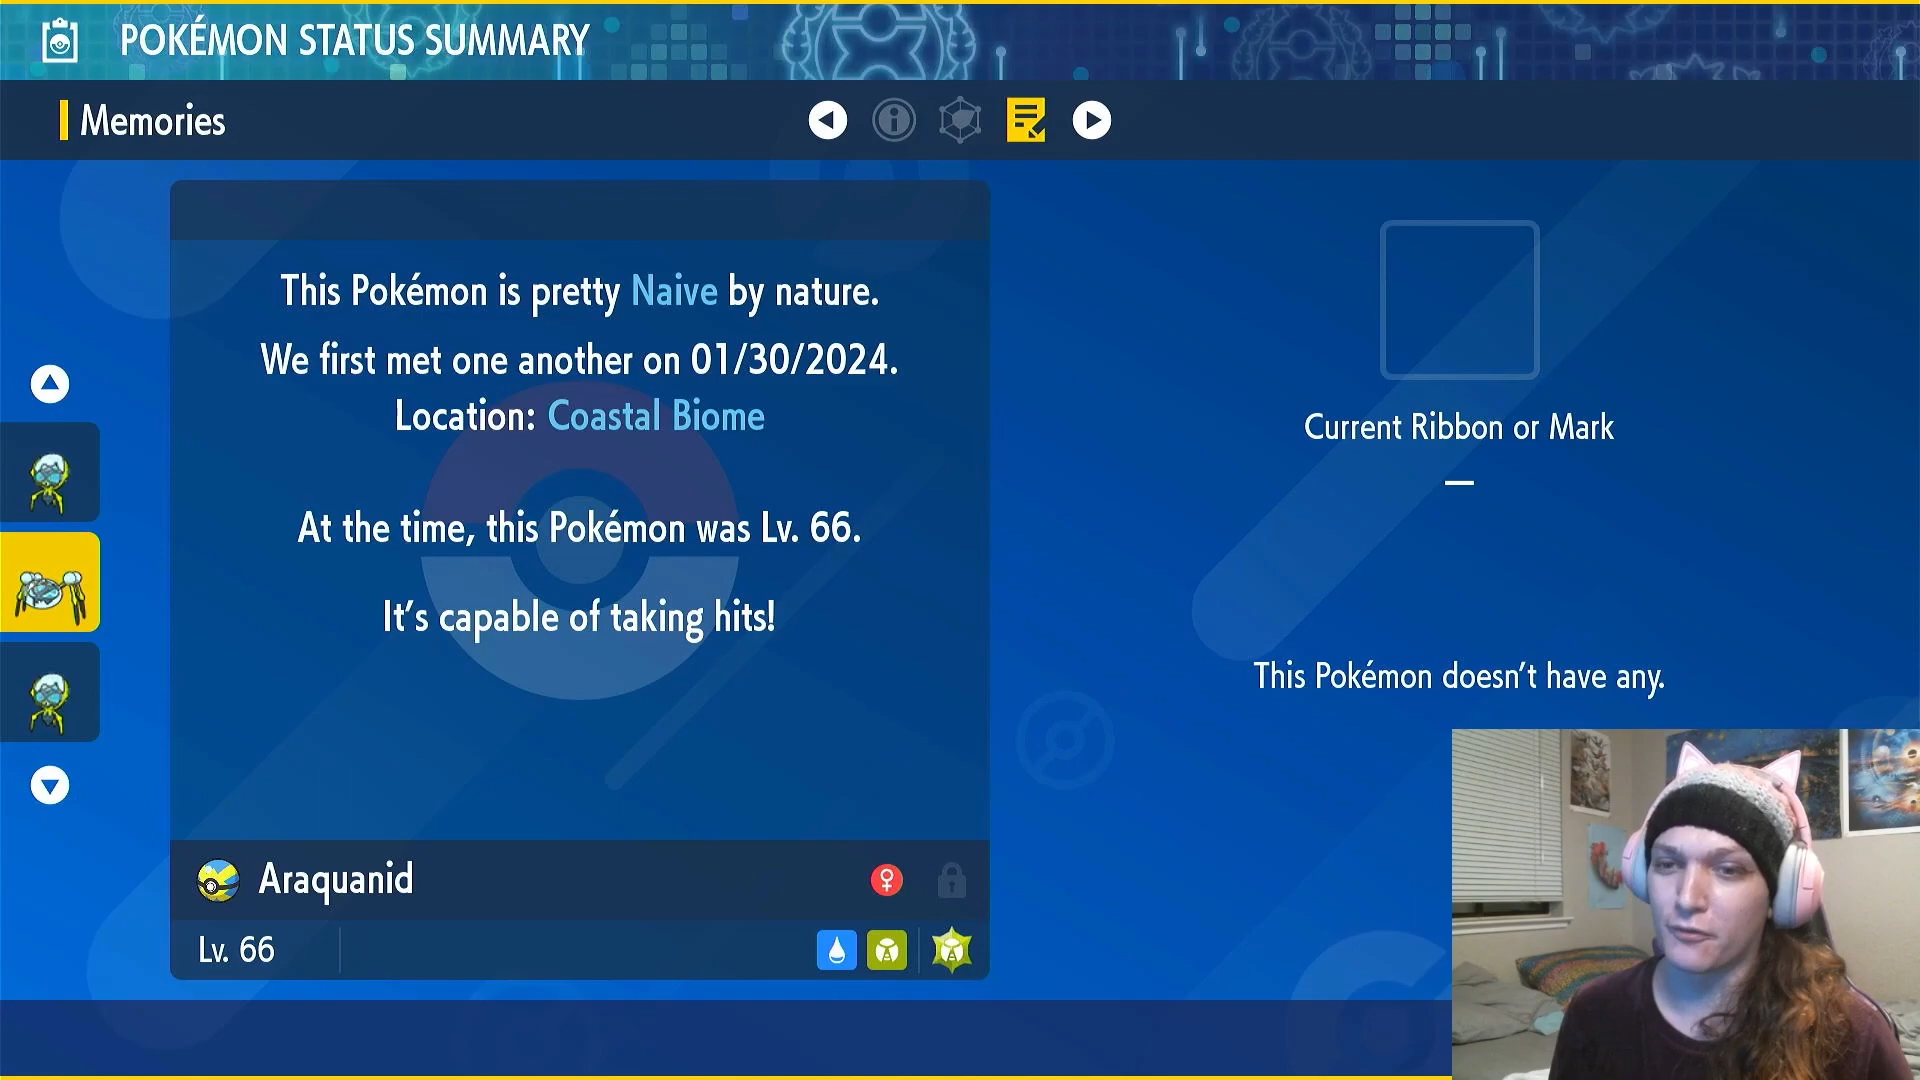 POKÉMON STATUS SUMMARY
Memories
This Pokémon is pretty Naive by nature.
We first met one another on 01/30/2024.
Location: Coastal Biome
At the time, this Pokémon was Lv. 66.
It's capable of taking hits!
Current Ribbon or Mark
—
This Pokémon doesn't have any.
Araquanid ♀
Lv. 66